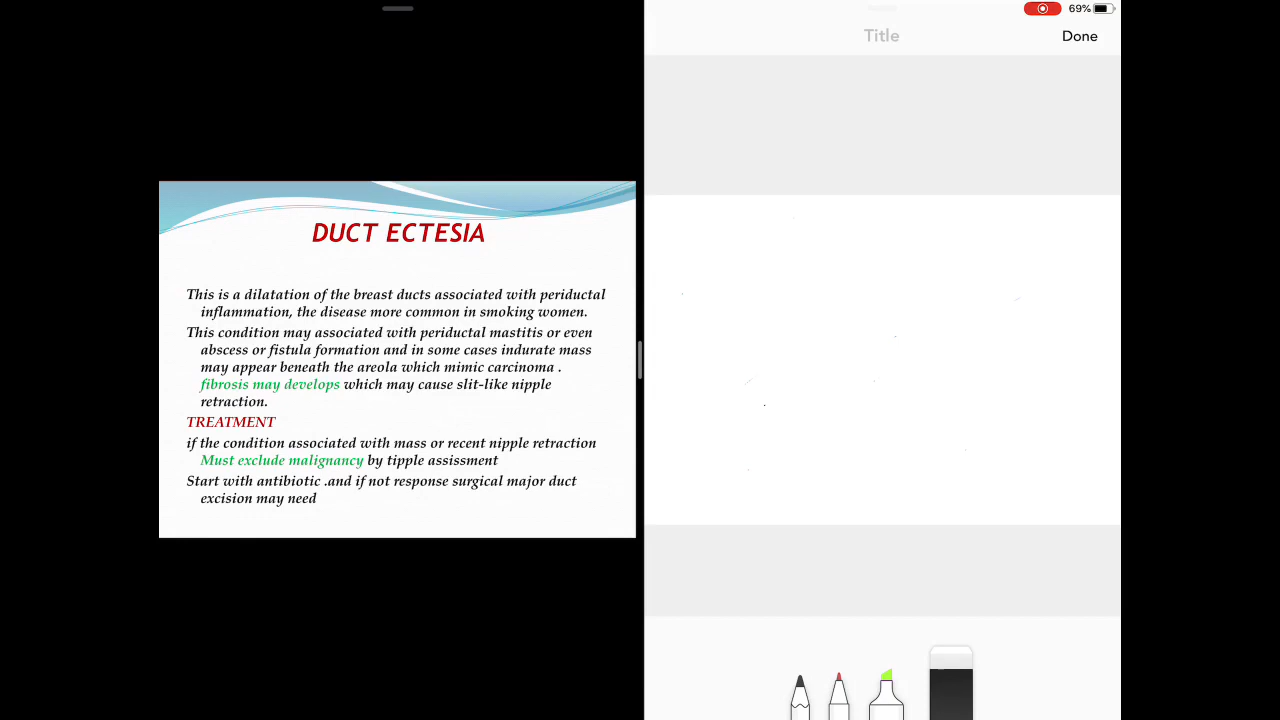 69%
Title
Done
DUCT ECTESIA
This is a dilatation of the breast ducts associated with periductal
inflammation, the disease more common in smoking women.
This condition may associated with periductal mastitis or even
abscess or fistula formation and in some cases indurate mass
may appear beneath the areola which mimic carcinoma .
fibrosis may develops which may cause slit-like nipple
retraction.
TREATMENT
if the condition associated with mass or recent nipple retraction
Must exclude malignancy by tipple assissment
Start with antibiotic .and if not response surgical major duct
excision may need